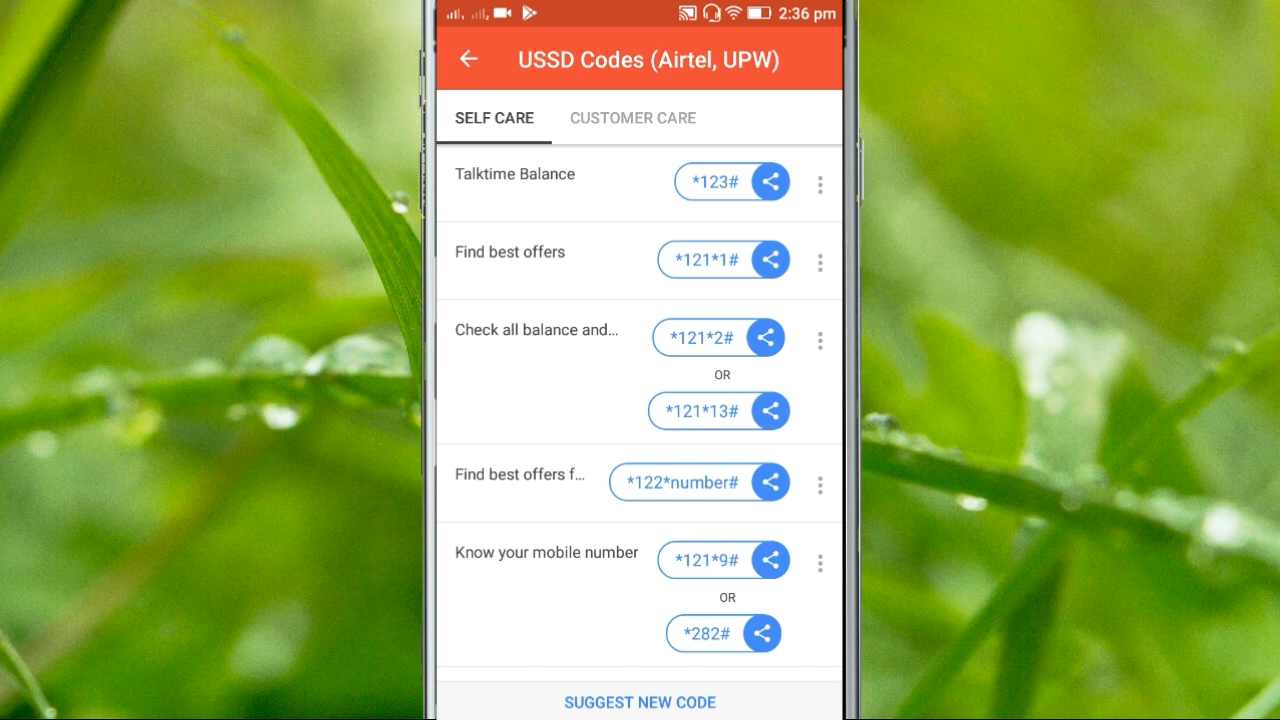 2:36 pm
USSD Codes (Airtel, UPW)
SELF CARE CUSTOMER CARE
Talktime Balance *123#
Find best offers *121*1#
Check all balance and... *121*2#
OR
*121*13#
Find best offers f... *122*number#
Know your mobile number *121*9#
OR
*282#
SUGGEST NEW CODE